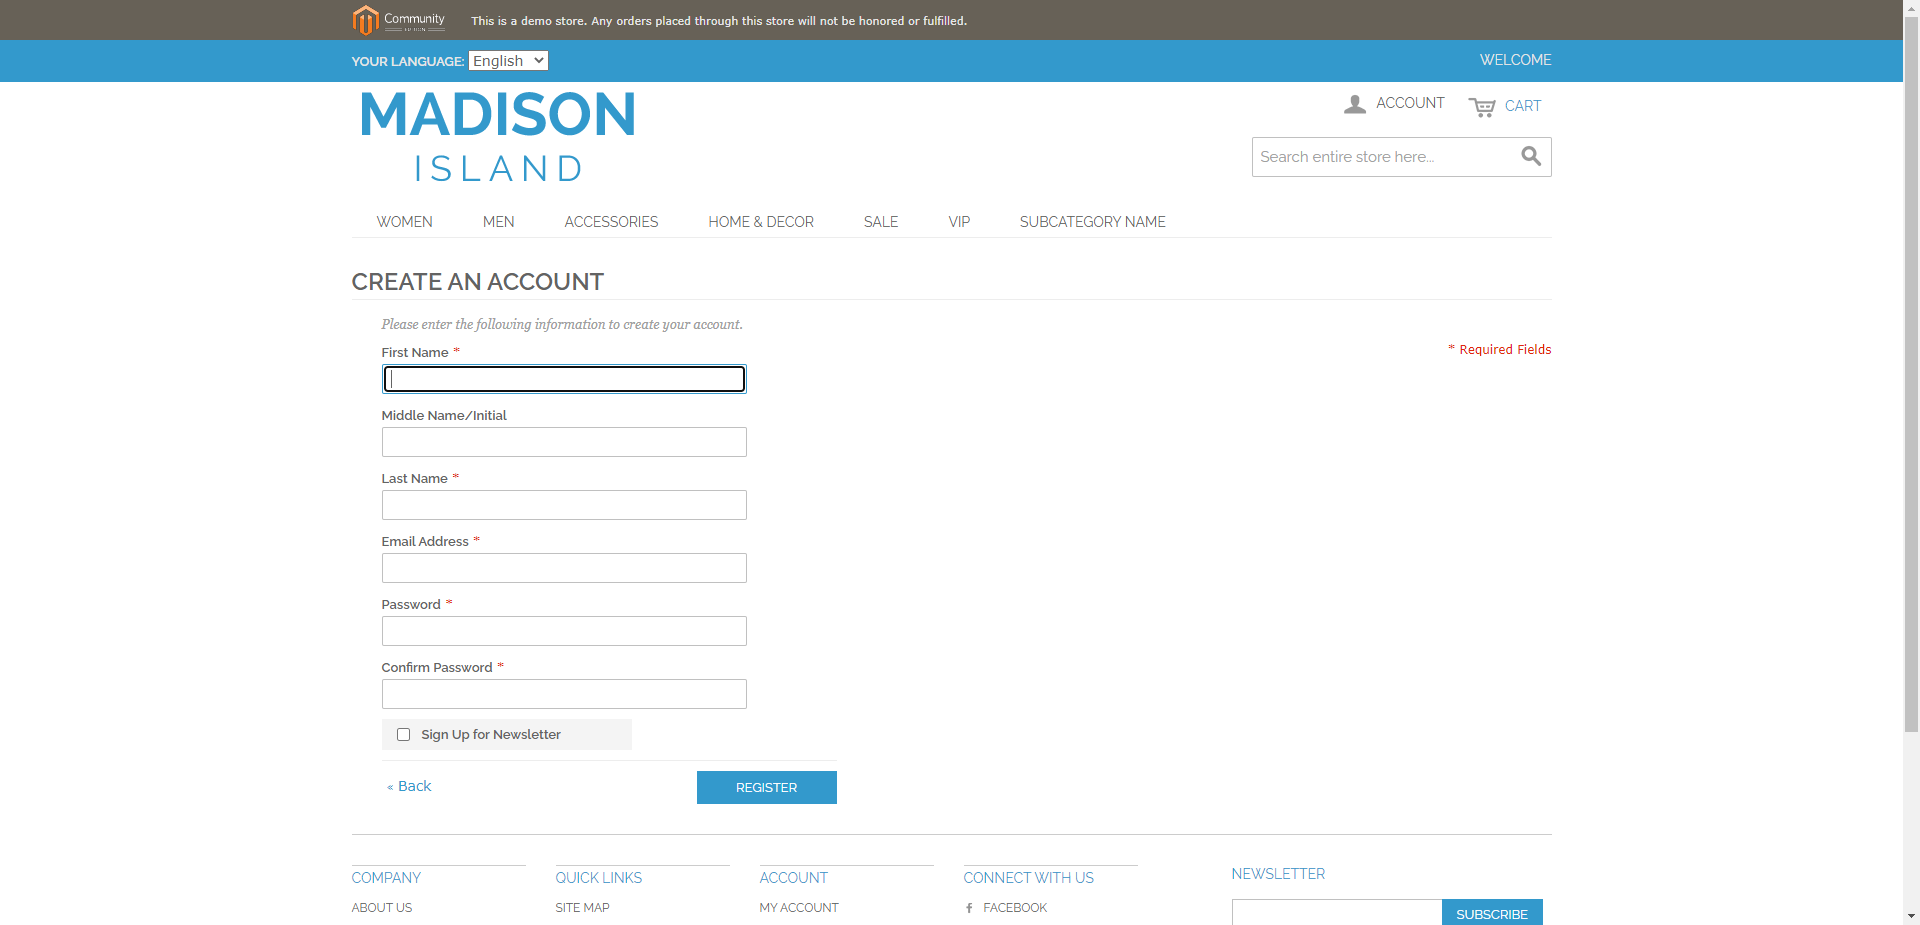 Community
This is a demo store. Any orders placed through this store will not be honored or fulfilled.
YOUR LANGUAGE: English
WELCOME
MADISON
ISLAND
ACCOUNT
CART
Search entire store here...
WOMEN MEN ACCESSORIES HOME & DECOR SALE VIP SUBCATEGORY NAME
CREATE AN ACCOUNT
Please enter the following information to create your account.
* Required Fields
First Name *
Middle Name/Initial
Last Name *
Email Address *
Password *
Confirm Password *
Sign Up for Newsletter
« Back
REGISTER
COMPANY QUICK LINKS ACCOUNT CONNECT WITH US NEWSLETTER
ABOUT US SITE MAP MY ACCOUNT FACEBOOK
SUBSCRIBE